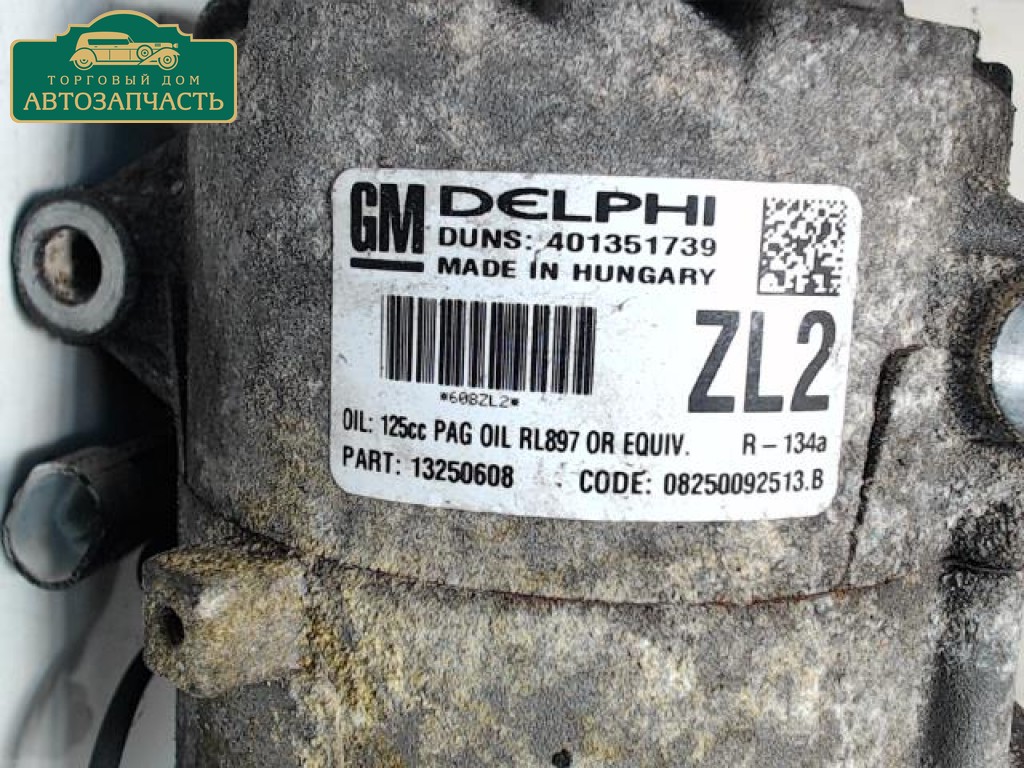 ТОРГОВЫЙ ДОМ
АВТОЗАПЧАСТЬ
GM DELPHI
DUNS: 401351739
MADE IN HUNGARY
*608ZL2*
ZL2
OIL: 125cc PAG OIL RL897 OR EQUIV. R-134a
PART: 13250608 CODE: 08250092513.B